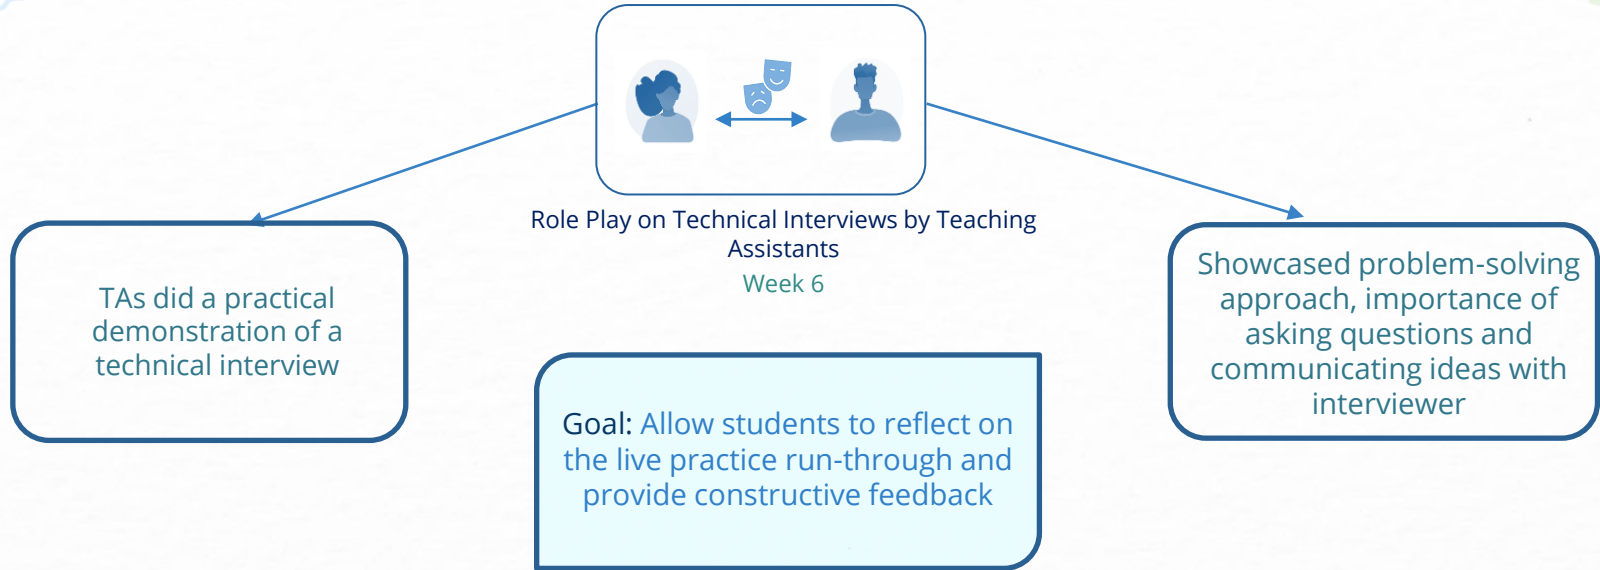 Role Play on Technical Interviews by Teaching
Assistants
Week 6
TAs did a practical
demonstration of a
technical interview
Showcased problem-solving
approach, importance of
asking questions and
communicating ideas with
interviewer
Goal: Allow students to reflect on
the live practice run-through and
provide constructive feedback